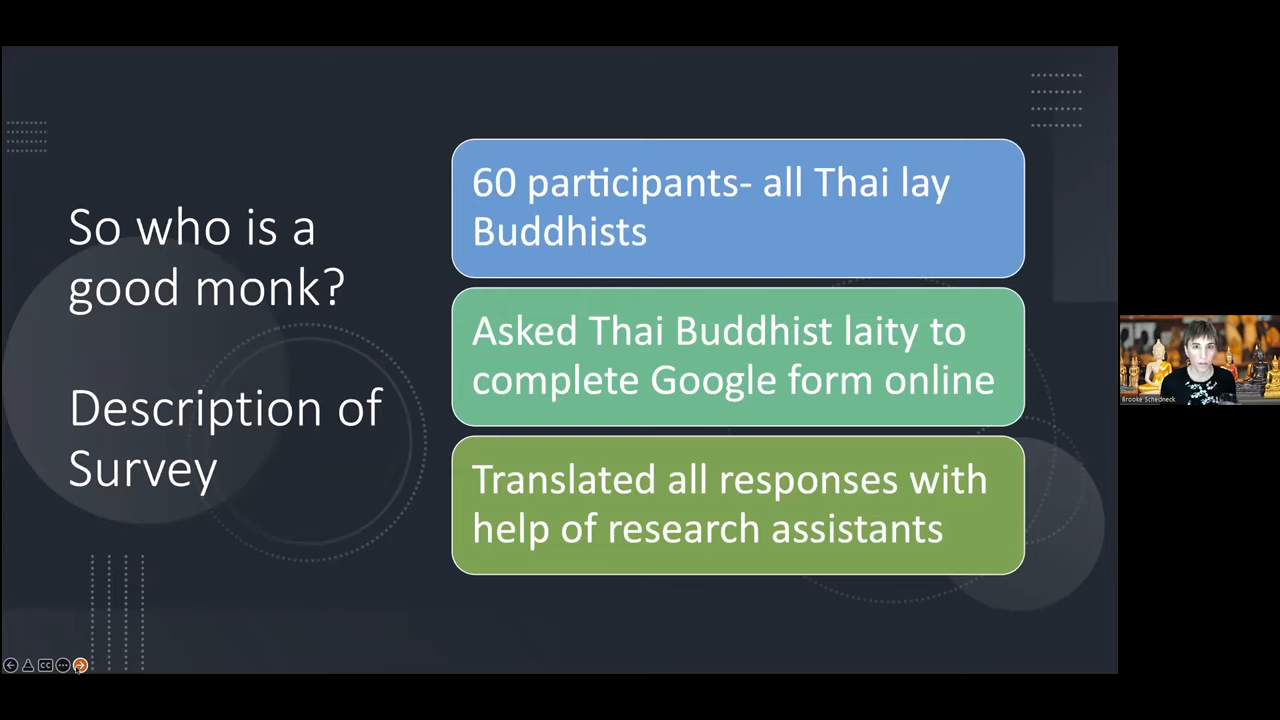 So who is a
good monk?
Description of
Survey
60 participants- all Thai lay
Buddhists
Asked Thai Buddhist laity to
complete Google form online
Translated all responses with
help of research assistants
CC
Brooke Schedneck